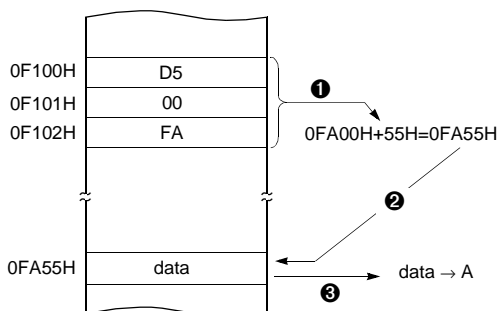 0F100H D5
❶
0F101H 00
0F102H FA 0FA00H+55H=0FA55H
❷
0FA55H data data → A
❸